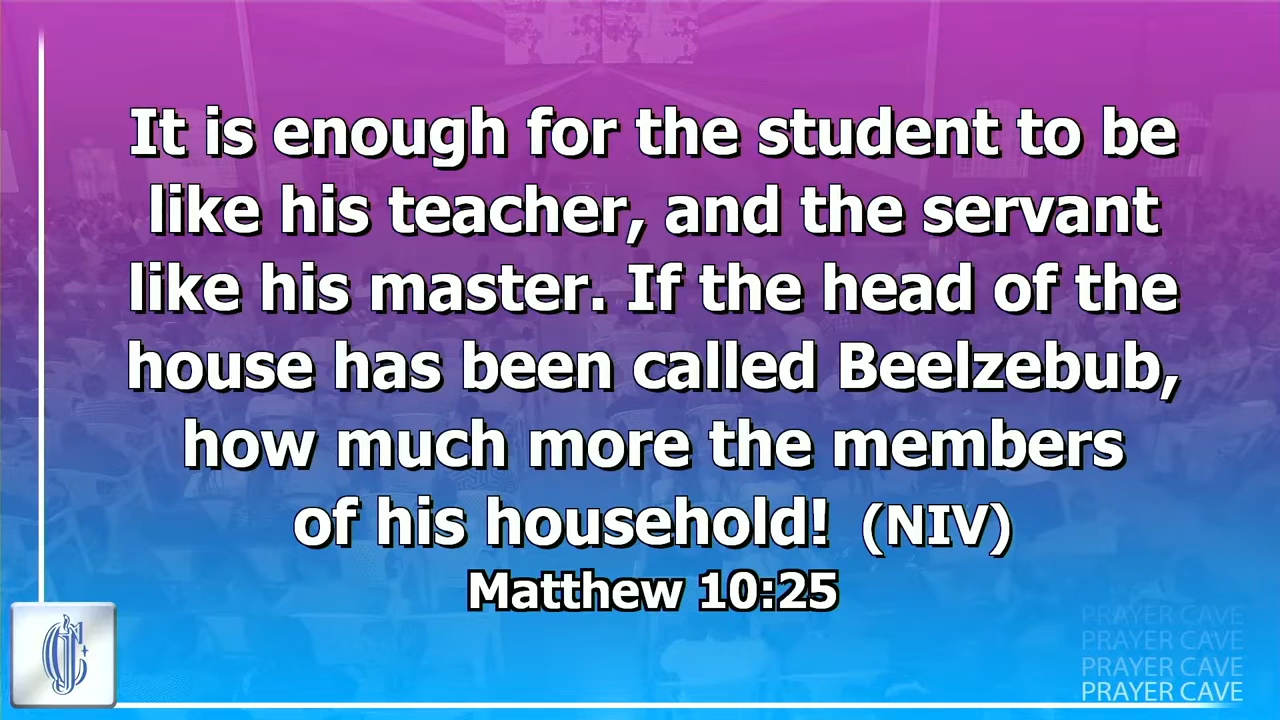 It is enough for the student to be
like his teacher, and the servant
like his master. If the head of the
house has been called Beelzebub,
how much more the members
of his household! (NIV)
Matthew 10:25
PRAYER CAVE
PRAYER CAVE
PRAYER CAVE
PRAYER CAVE